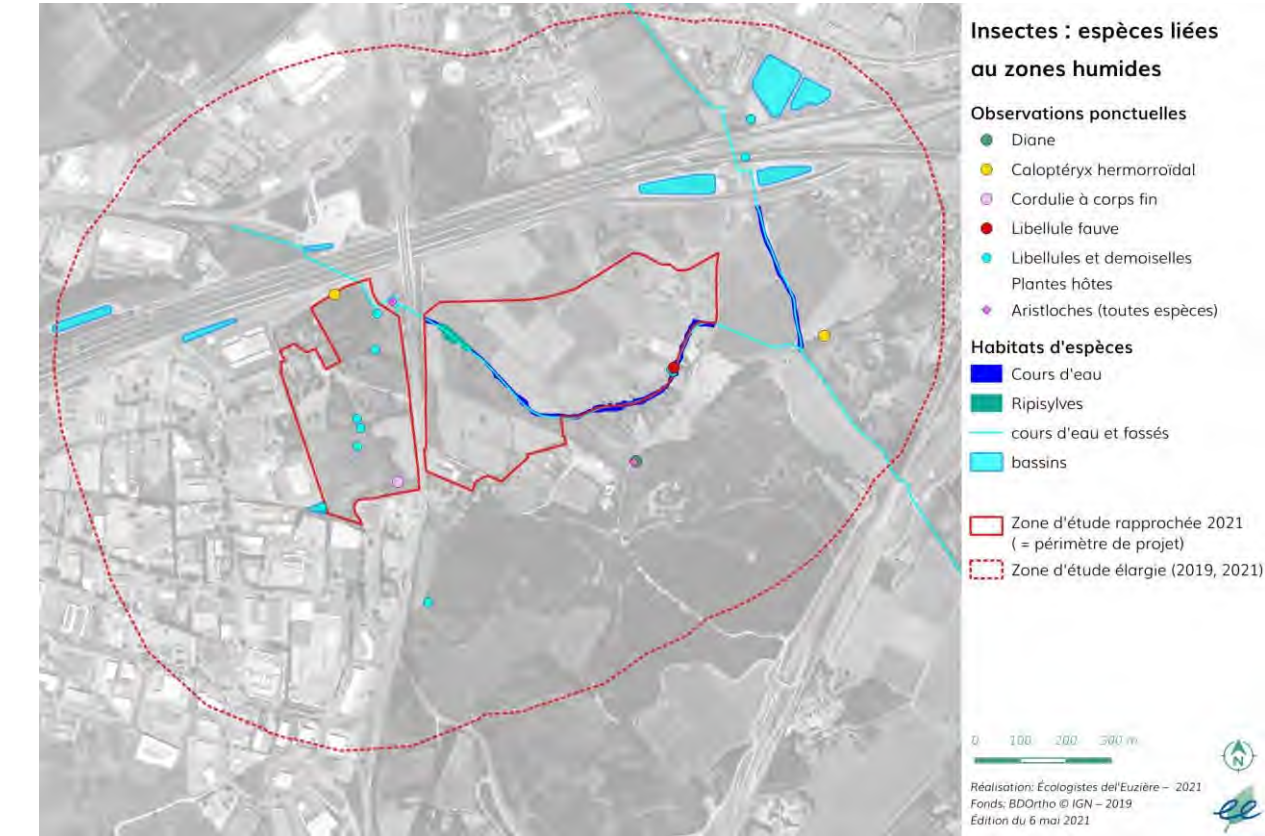 Insectes : espèces liées
au zones humides
Observations ponctuelles
Diane
Caloptéryx hermorroïdal
Cordulie à corps fin
Libellule fauve
Libellules et demoiselles
Plantes hôtes
Aristloches (toutes espèces)
Habitats d'espèces
Cours d'eau
Ripisylves
cours d'eau et fossés
bassins
Zone d'étude rapprochée 2021
( = périmètre de projet)
Zone d'étude élargie (2019, 2021)
0 100 200 300 m
N
Réalisation: Écologistes del'Euzière – 2021
Fonds: BDOrtho © IGN – 2019
Édition du 6 mai 2021
ee